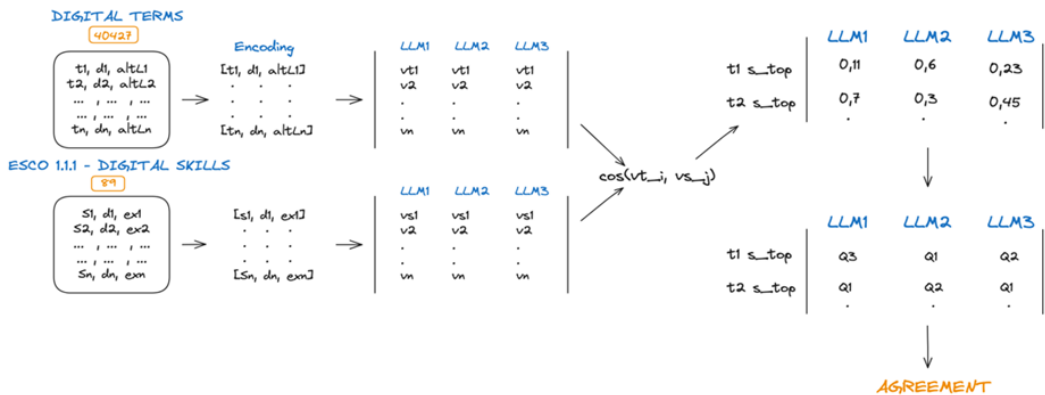 DIGITAL TERMS
40427
t1, d1, altL1
t2, d2, altL2
... , ... , ...
... , ... , ...
tn, dn, altLn
Encoding
[t1, d1, altL1]
. . .
. . .
[tn, dn, altLn]
LLM1 LLM2 LLM3
vt1 vt1 vt1
v2 v2 v2
. . .
. . .
vn vn vn
ESCO 1.1.1 - DIGITAL SKILLS
89
S1, d1, ex1
S2, d2, ex2
... , ... , ...
... , ... , ...
Sn, dn, exn
[s1, d1, ex1]
. . .
. . .
[Sn, dn, exn]
LLM1 LLM2 LLM3
vs1 vs1 vs1
v2 v2 v2
. . .
. . .
vn vn vn
cos(vt_i, vs_j)
LLM1 LLM2 LLM3
t1 s_top 0,11 0,6 0,23
t2 s_top 0,7 0,3 0,45
. . .
LLM1 LLM2 LLM3
t1 s_top Q3 Q1 Q2
t2 s_top Q1 Q2 Q1
. . .
AGREEMENT